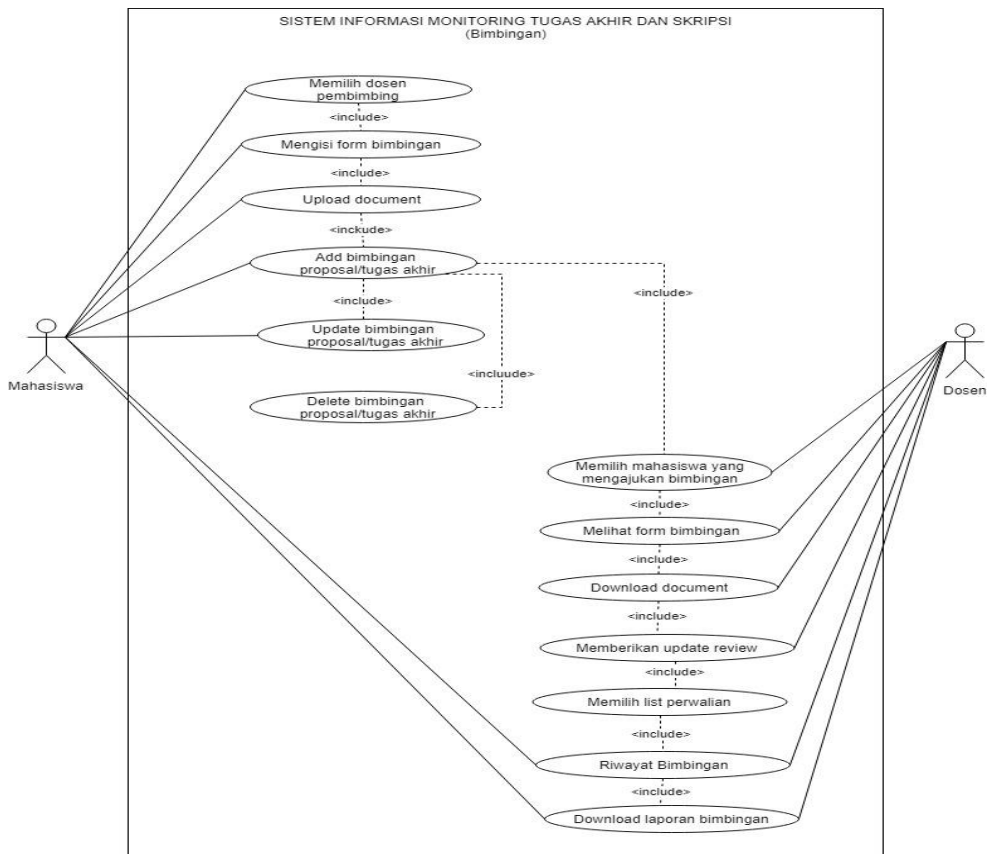 SISTEM INFORMASI MONITORING TUGAS AKHIR DAN SKRIPSI
(Bimbingan)
Memilih dosen
pembimbing
<include>
Mengisi form bimbingan
<include>
Upload document
<inckude>
Add bimbingan
proposal/tugas akhir
<include>
<include>
Update bimbingan
proposal/tugas akhir
<incluude>
Mahasiswa
Dosen
Delete bimbingan
proposal/tugas akhir
Memilih mahasiswa yang
mengajukan bimbingan
<include>
Melihat form bimbingan
<include>
Download document
<include>
Memberikan update review
<include>
Memilih list perwalian
<include>
Riwayat Bimbingan
<include>
Download laporan bimbingan